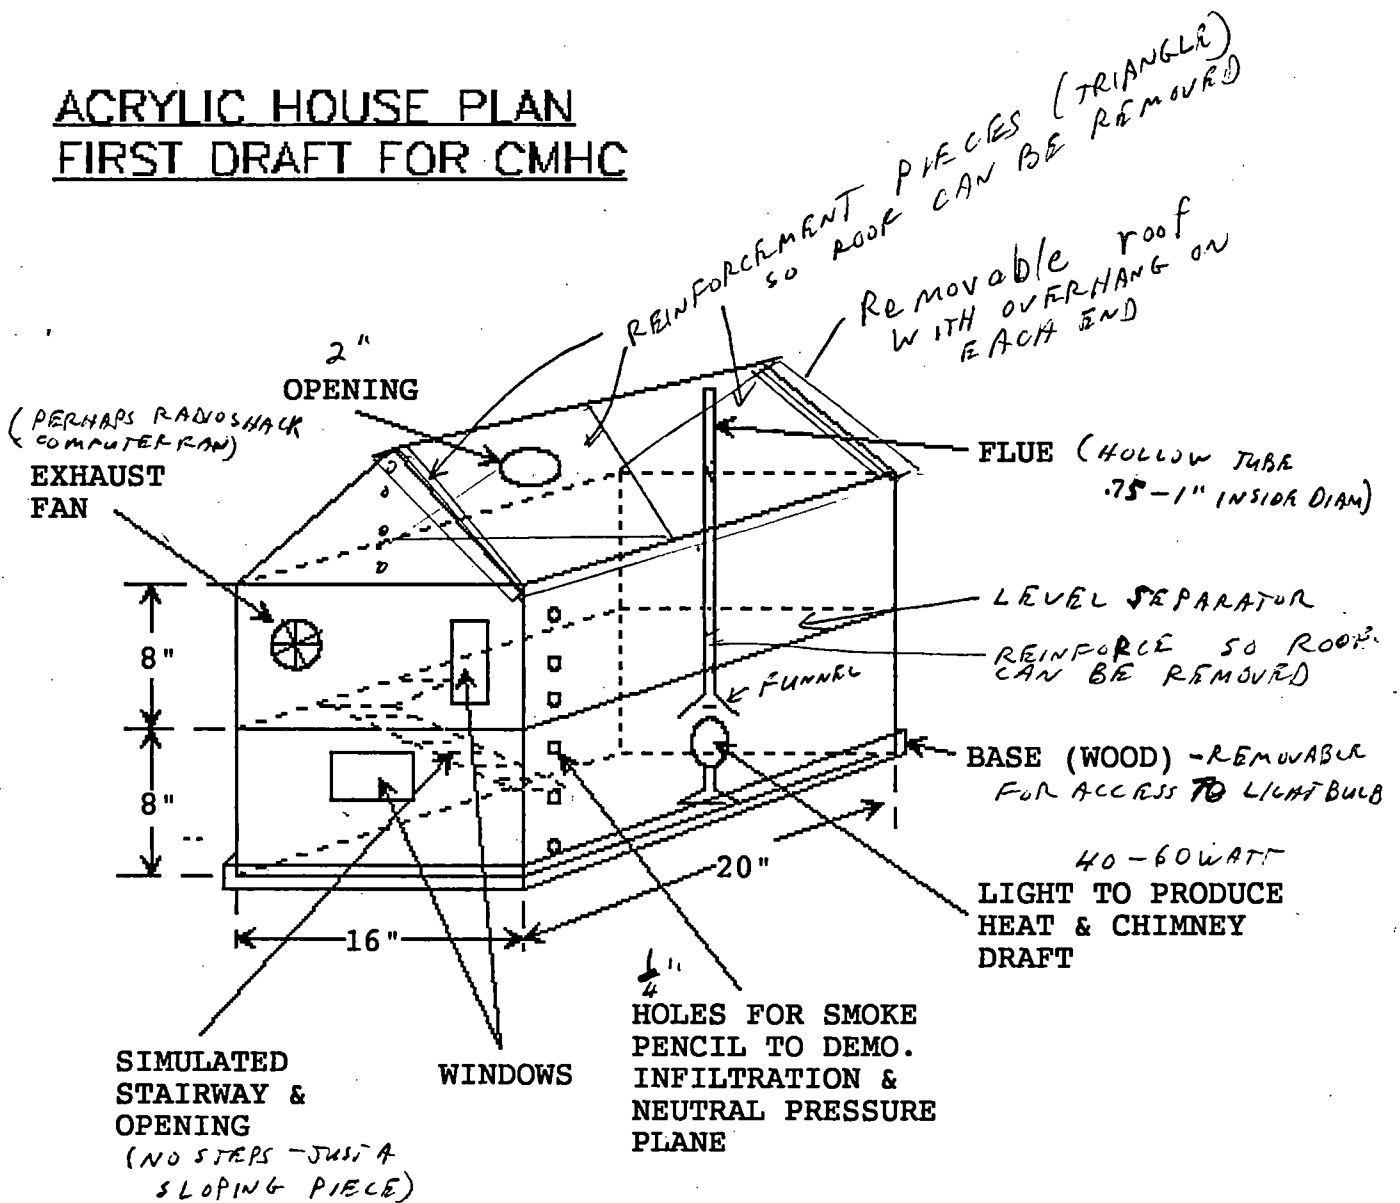 ACRYLIC HOUSE PLAN
FIRST DRAFT FOR CMHC
REINFORCEMENT PIECES (TRIANGLE)
SO ROOF CAN BE REMOVED
Removable roof
WITH OVERHANG ON
EACH END
2"
OPENING
(PERHAPS RADIOSHACK
COMPUTER FAN)
EXHAUST
FAN
FLUE (HOLLOW TUBE
.75-1" INSIDE DIAM)
LEVEL SEPARATOR
REINFORCE SO ROOF
CAN BE REMOVED
FUNNEL
8"
8"
BASE (WOOD) -REMOVABLE
FOR ACCESS TO LIGHTBULB
20"
16"
40-60 WATT
LIGHT TO PRODUCE
HEAT & CHIMNEY
DRAFT
1/4"
HOLES FOR SMOKE
PENCIL TO DEMO.
INFILTRATION &
NEUTRAL PRESSURE
PLANE
WINDOWS
SIMULATED
STAIRWAY &
OPENING
(NO STEPS -JUST A
SLOPING PIECE)